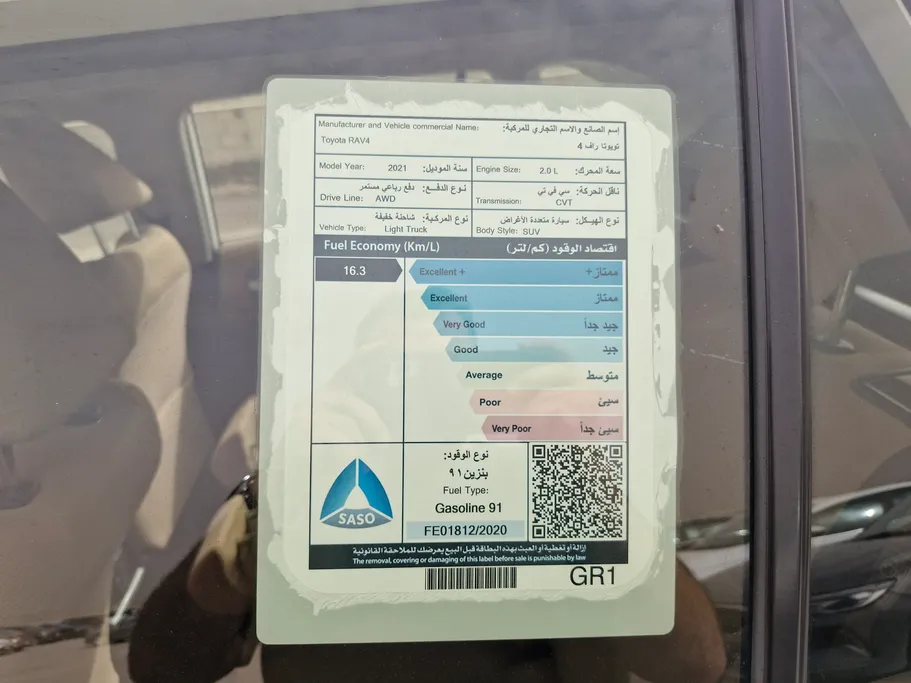 Manufacturer and Vehicle commercial Name: إسم الصانع والاسم التجاري للمركبة:
Toyota RAV4 تويوتا راف 4
Model Year: 2021 سنة الموديل:
Engine Size: 2.0 L سعة المحرك:
نوع الدفـــع: دفع رباعي مستمر
Drive Line: AWD
ناقل الحركة: سي في تي
Transmission: CVT
نوع المركبة: شاحنة خفيفة
Vehicle Type: Light Truck
نوع الهيكل: سيارة متعددة الأغراض
Body Style: SUV
Fuel Economy (Km/L) اقتصاد الوقود (كم/لتر)
16.3
Excellent + ممتاز+
Excellent ممتاز
Very Good جيد جداً
Good جيد
Average متوسط
Poor سيئ
Very Poor سيئ جداً
SASO
نوع الوقود:
بنزين ٩١
Fuel Type:
Gasoline 91
FE01812/2020
إزالة أو تغطية أو العبث بهذه البطاقة قبل البيع يعرضك للملاحقة القانونية
The removal, covering or damaging of this label before sale is punishable by law
GR1